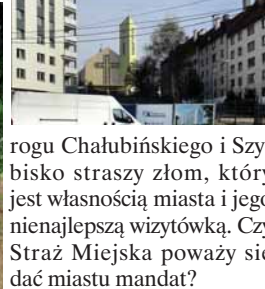 rogu Chałubińskiego i Szy-
bisko straszy złom, który
jest własnością miasta i jego
nienajlepszą wizytówką. Czy
Straż Miejska poważy się
dać miastu mandat?